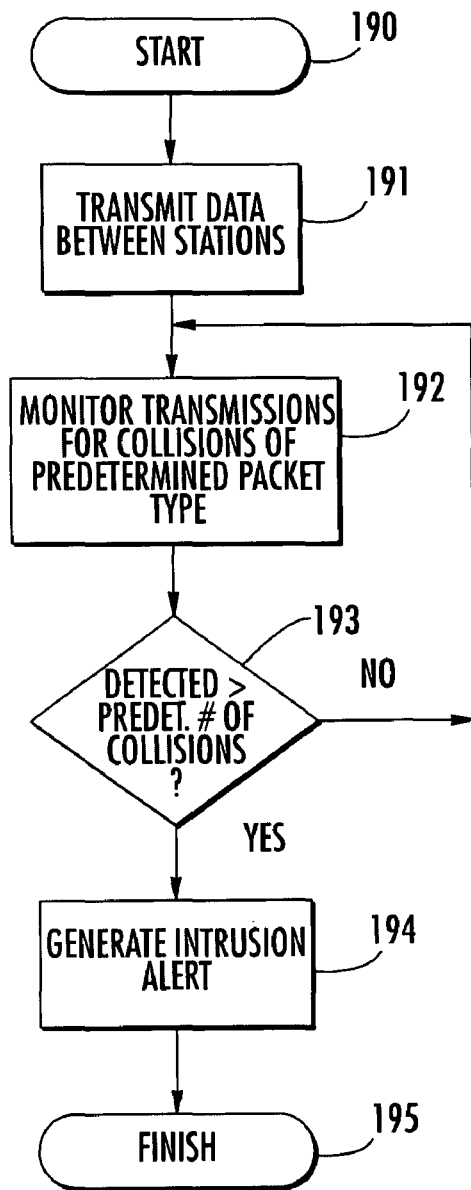 START
190
TRANSMIT DATA
BETWEEN STATIONS
191
MONITOR TRANSMISSIONS
FOR COLLISIONS OF
PREDETERMINED PACKET
TYPE
192
DETECTED >
PREDET. # OF
COLLISIONS
?
193
NO
YES
GENERATE INTRUSION
ALERT
194
FINISH
195